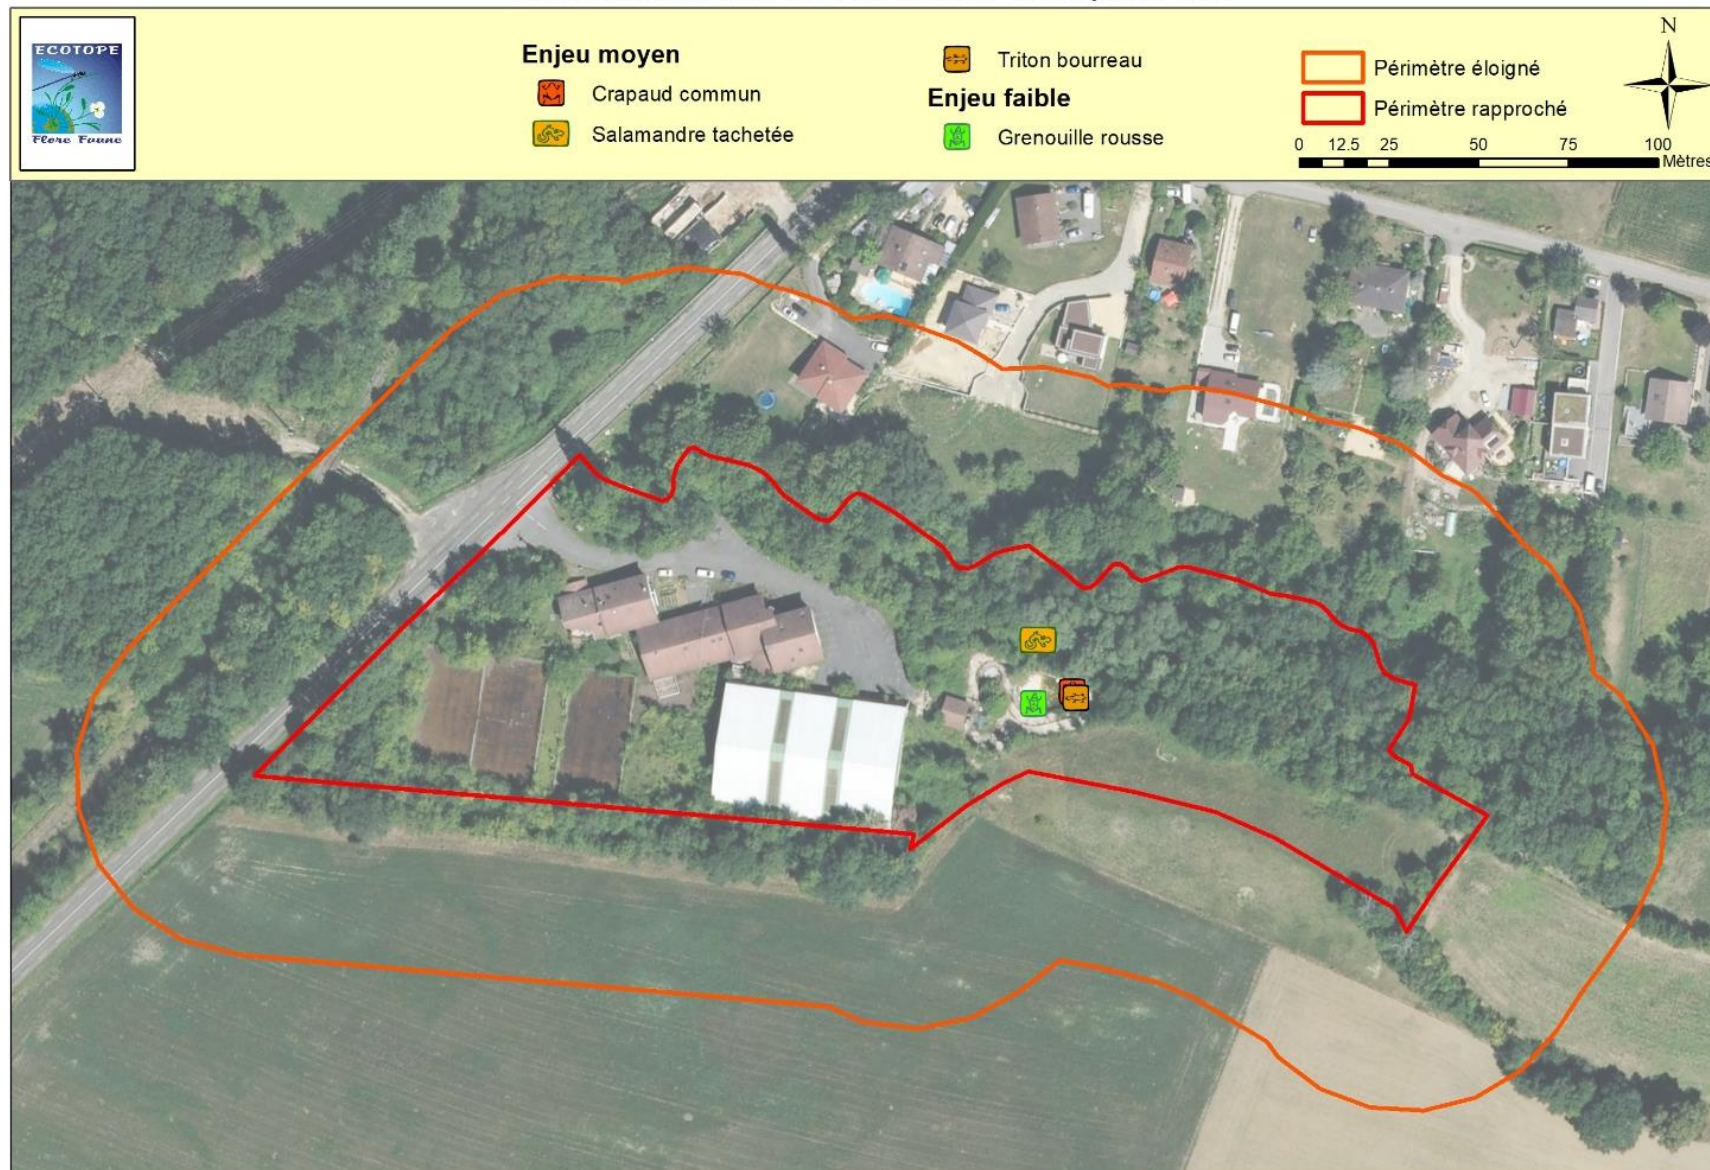 ECOTOPE
Flore Faune
Enjeu moyen
Crapaud commun
Salamandre tachetée
Triton bourreau
Enjeu faible
Grenouille rousse
Périmètre éloigné
Périmètre rapproché
N
0 12.5 25 50 75 100
Mètres